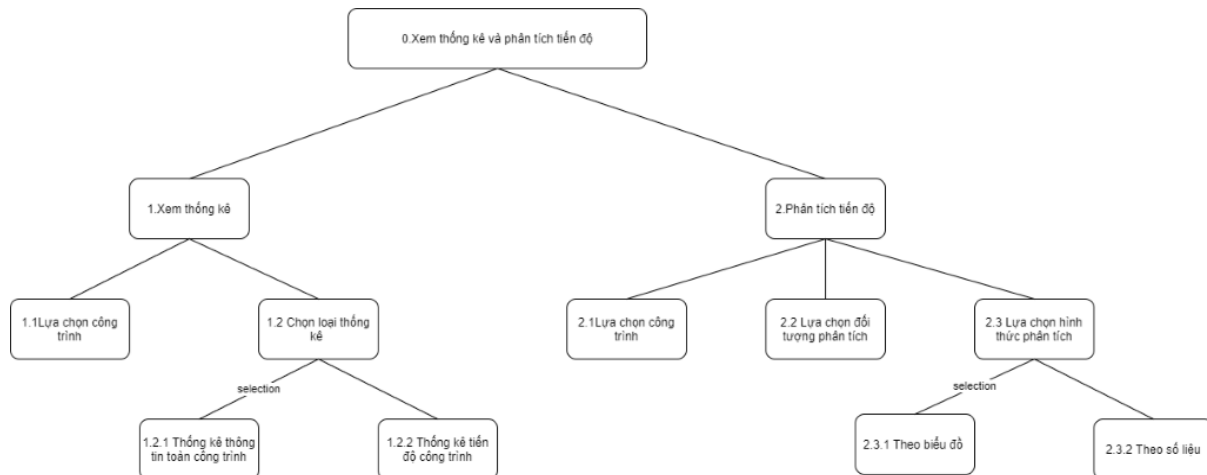 0.Xem thống kê và phân tích tiến độ
1.Xem thống kê
2.Phân tích tiến độ
1.1Lựa chọn công
trình
1.2 Chọn loại thống
kê
2.1Lựa chọn công
trình
2.2 Lựa chọn đối
tượng phân tích
2.3 Lựa chọn hình
thức phân tích
selection
selection
1.2.1 Thống kê thông
tin toàn công trình
1.2.2 Thống kê tiến
độ công trình
2.3.1 Theo biểu đồ
2.3.2 Theo số liệu